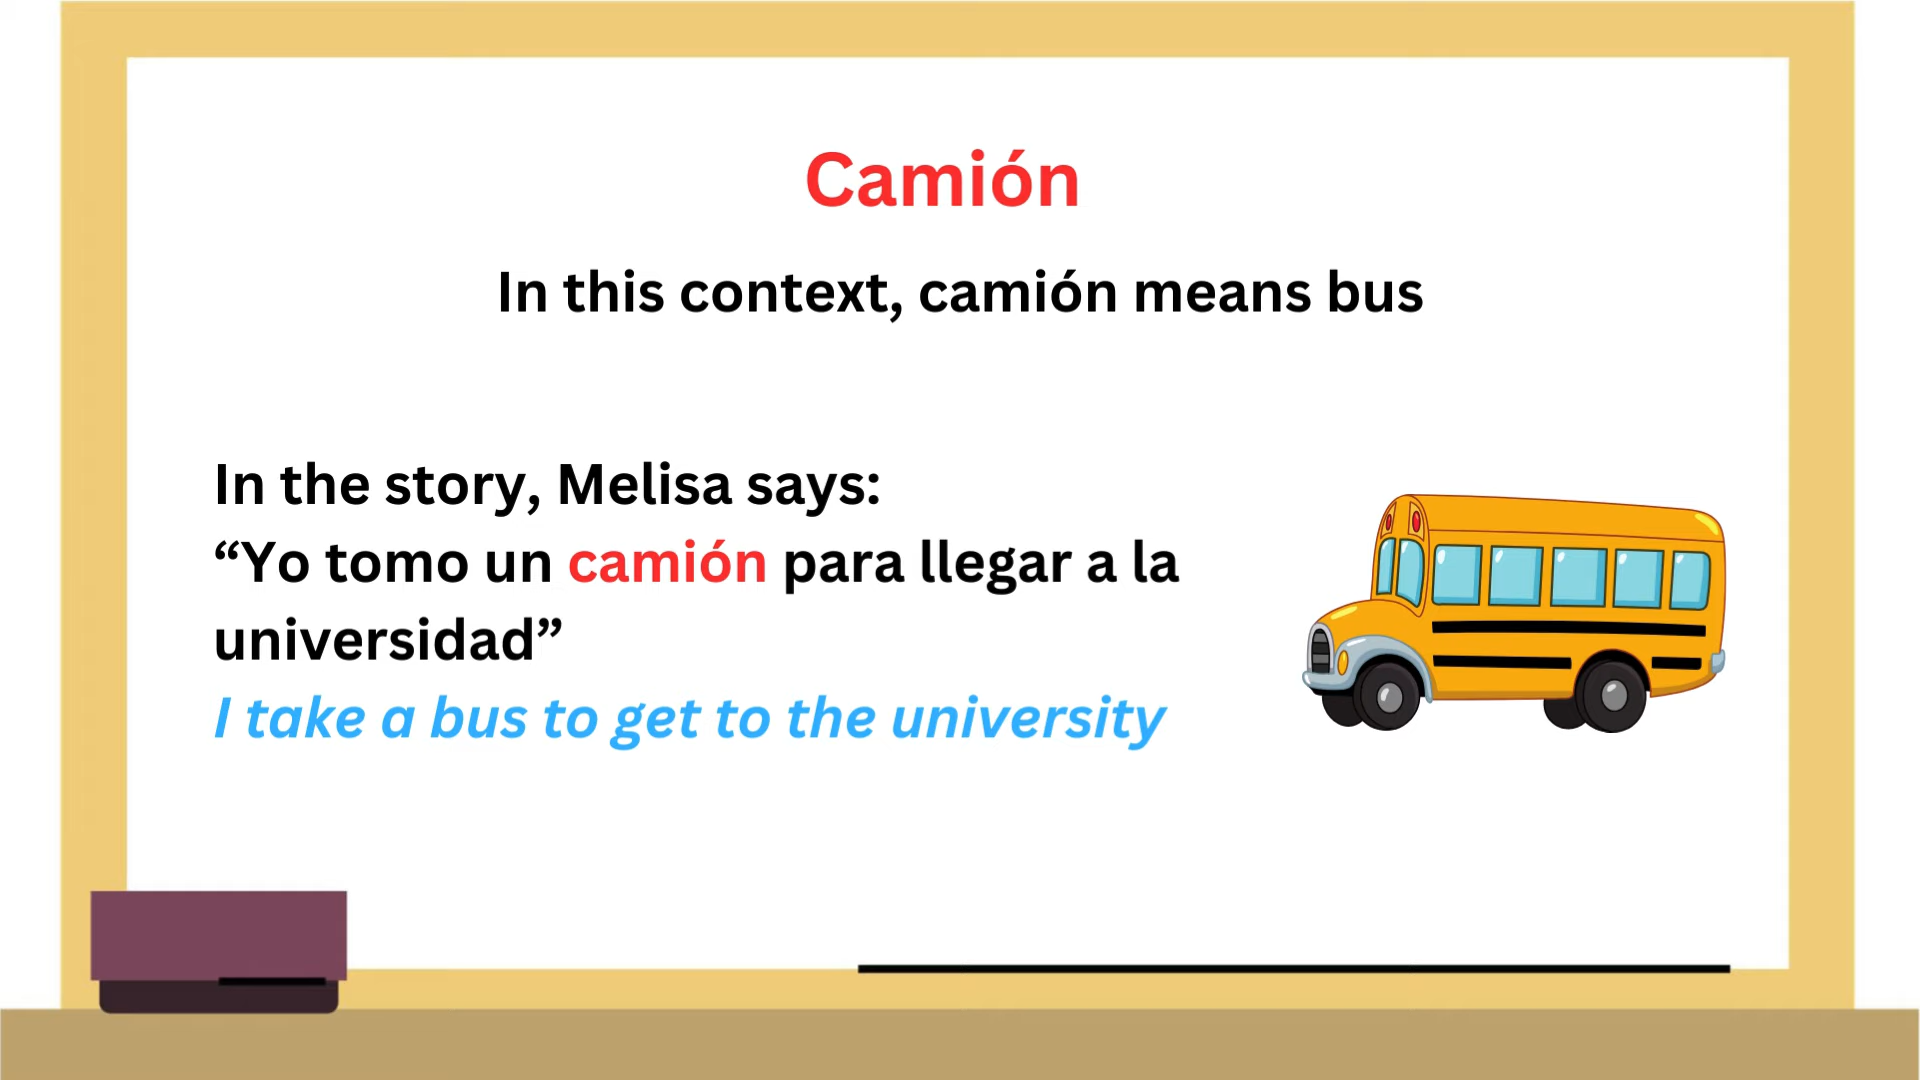 Camión
In this context, camión means bus
In the story, Melisa says:
“Yo tomo un camión para llegar a la
universidad”
I take a bus to get to the university